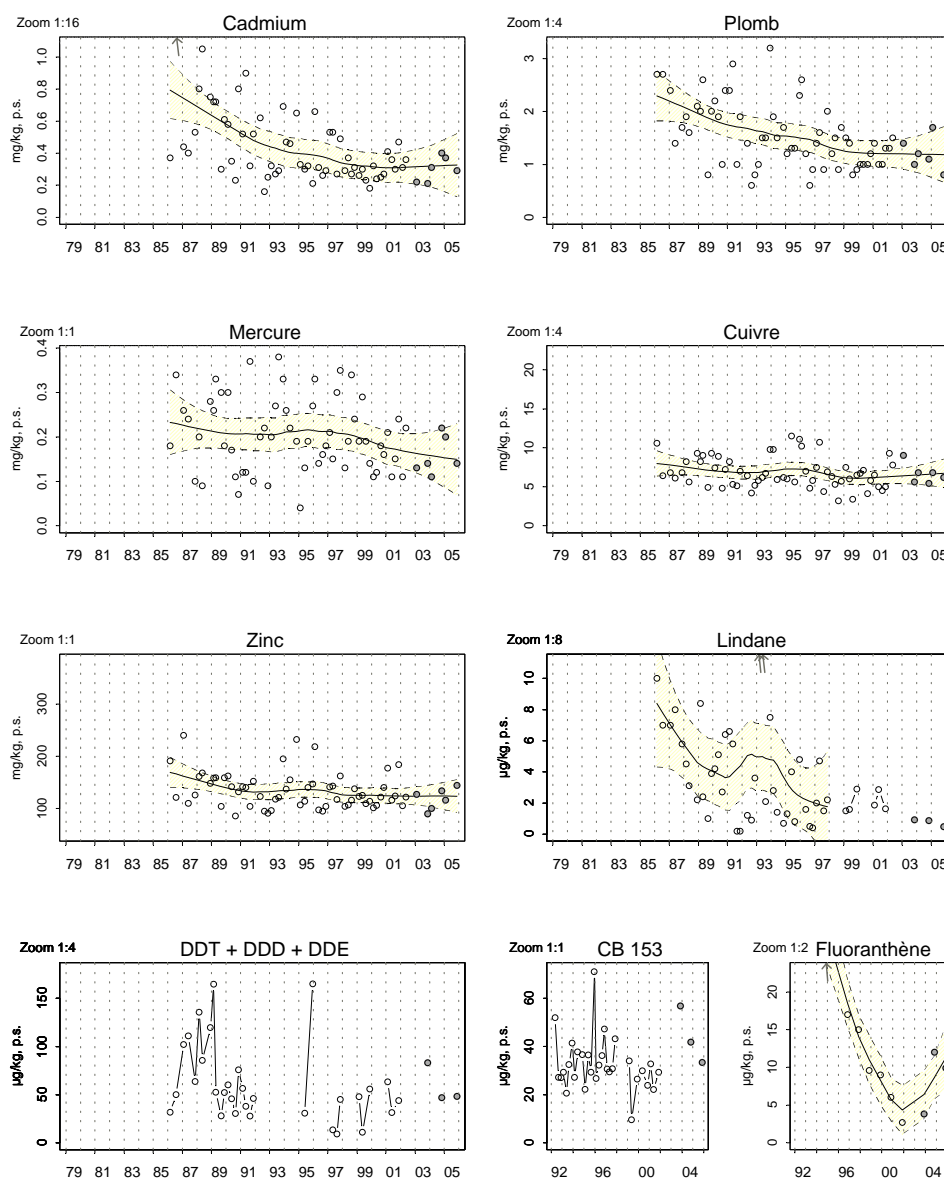 Zoom 1:16 Cadmium
mg/kg, p.s.
1.0
0.8
0.6
0.4
0.2
0.0
79 81 83 85 87 89 91 93 95 97 99 01 03 05
Zoom 1:4 Plomb
mg/kg, p.s.
3
2
1
0
79 81 83 85 87 89 91 93 95 97 99 01 03 05
Zoom 1:1 Mercure
mg/kg, p.s.
0.4
0.3
0.2
0.1
0.0
79 81 83 85 87 89 91 93 95 97 99 01 03 05
Zoom 1:4 Cuivre
mg/kg, p.s.
20
15
10
5
0
79 81 83 85 87 89 91 93 95 97 99 01 03 05
Zoom 1:1 Zinc
mg/kg, p.s.
300
200
100
79 81 83 85 87 89 91 93 95 97 99 01 03 05
Zoom 1:8 Lindane
µg/kg, p.s.
10
8
6
4
2
0
79 81 83 85 87 89 91 93 95 97 99 01 03 05
Zoom 1:4 DDT + DDD + DDE
µg/kg, p.s.
150
100
50
0
79 81 83 85 87 89 91 93 95 97 99 01 03 05
Zoom 1:1 CB 153
µg/kg, p.s.
60
40
20
0
92 96 00 04
Zoom 1:2 Fluoranthène
µg/kg, p.s.
20
15
10
5
0
92 96 00 04